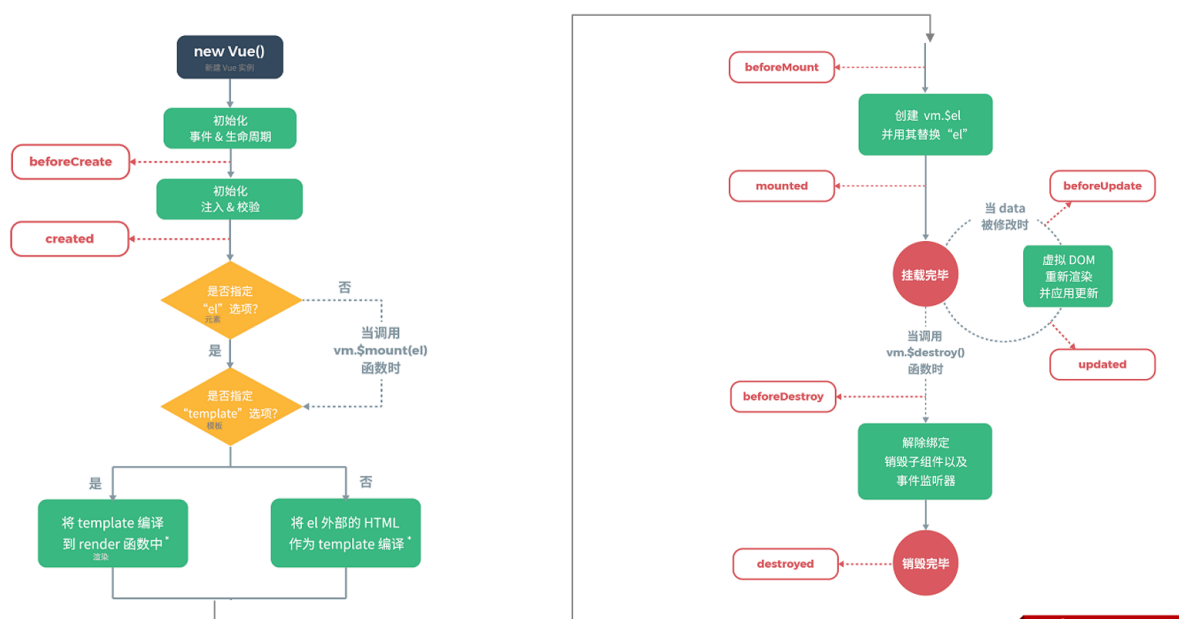 new Vue()
新建 Vue 实例
初始化
事件 & 生命周期
beforeCreate
初始化
注入 & 校验
created
是否指定
“el” 选项?
元素
否
当调用
vm.$mount(el)
函数时
是
是否指定
“template” 选项?
模板
是
否
将 template 编译
到 render 函数中*
渲染
将 el 外部的 HTML
作为 template 编译*
beforeMount
创建 vm.$el
并用其替换 “el”
mounted
beforeUpdate
当 data
被修改时
挂载完毕
虚拟 DOM
重新渲染
并应用更新
当调用
vm.$destroy()
函数时
updated
beforeDestroy
解除绑定
销毁子组件以及
事件监听器
destroyed
销毁完毕